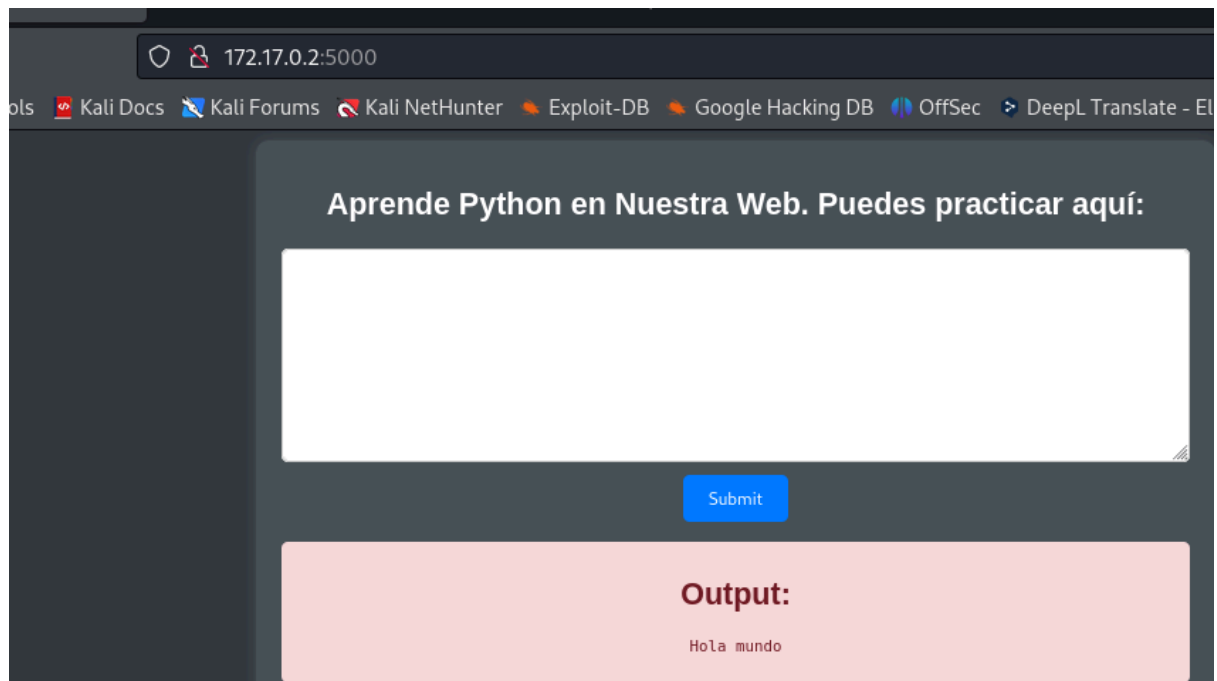 172.17.0.2:5000
ols Kali Docs Kali Forums Kali NetHunter Exploit-DB Google Hacking DB OffSec DeepL Translate - El
Aprende Python en Nuestra Web. Puedes practicar aquí:
Submit
Output:
Hola mundo